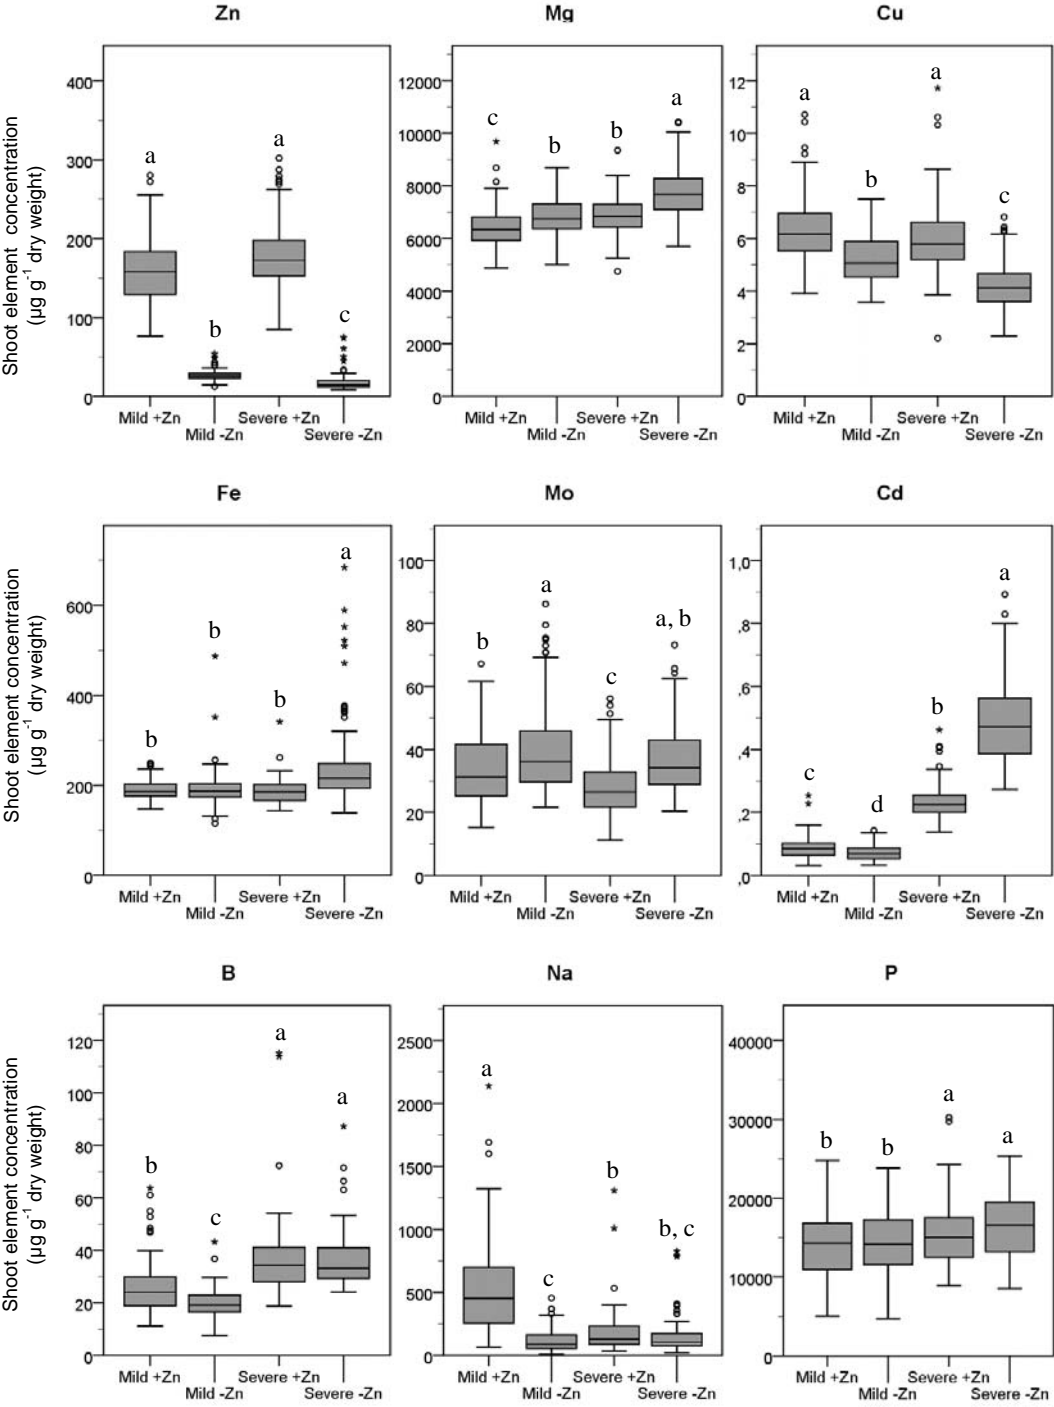 Zn Mg Cu
Shoot element concentration
(µg g⁻¹ dry weight)
400
300
200
100
0
a
b
a
c
Mild +Zn Severe +Zn
Mild -Zn Severe -Zn
12000
10000
8000
6000
4000
2000
0
c
b
b
a
Mild +Zn Severe +Zn
Mild -Zn Severe -Zn
12
10
8
6
4
2
0
a
b
a
c
Mild +Zn Severe +Zn
Mild -Zn Severe -Zn
Fe Mo Cd
Shoot element concentration
(µg g⁻¹ dry weight)
600
400
200
0
b
b
b
a
Mild +Zn Severe +Zn
Mild -Zn Severe -Zn
100
80
60
40
20
0
b
a
c
a, b
Mild +Zn Severe +Zn
Mild -Zn Severe -Zn
1,0
,8
,6
,4
,2
,0
c
d
b
a
Mild +Zn Severe +Zn
Mild -Zn Severe -Zn
B Na P
Shoot element concentration
(µg g⁻¹ dry weight)
120
100
80
60
40
20
0
b
c
a
a
Mild +Zn Severe +Zn
Mild -Zn Severe -Zn
2500
2000
1500
1000
500
0
a
c
b
b, c
Mild +Zn Severe +Zn
Mild -Zn Severe -Zn
40000
30000
20000
10000
0
b
b
a
a
Mild +Zn Severe +Zn
Mild -Zn Severe -Zn